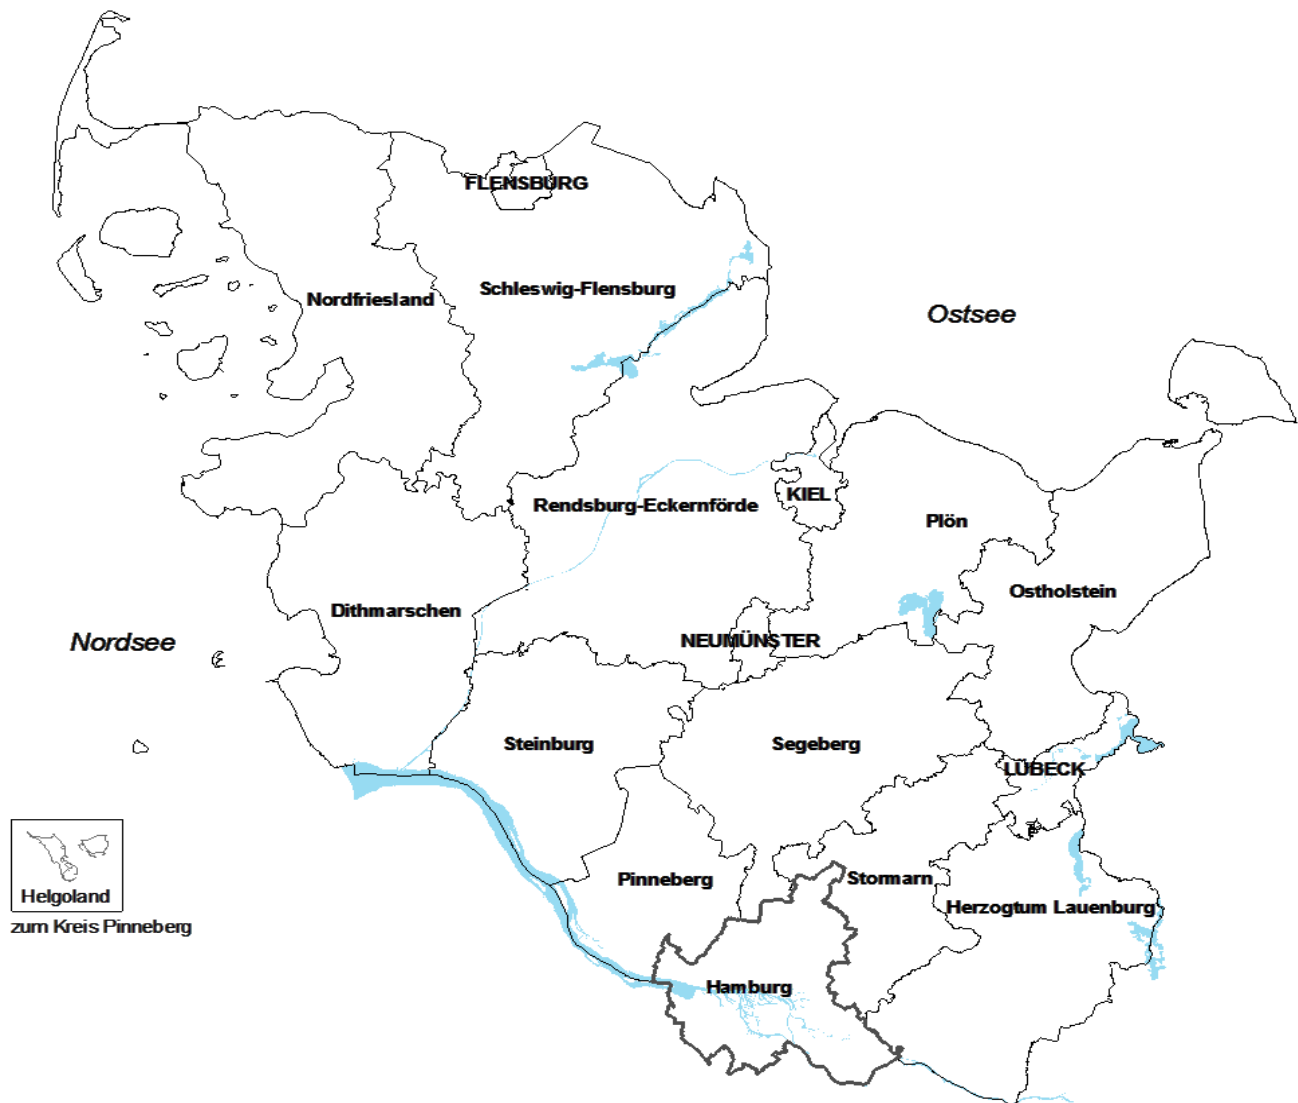 FLENSBURG
Schleswig-Flensburg
Nordfriesland
Ostsee
KIEL
Rendsburg-Eckernförde
Plön
Ostholstein
Dithmarschen
Nordsee
NEUMÜNSTER
Steinburg
Segeberg
LÜBECK
Pinneberg
Stormarn
Helgoland
Herzogtum Lauenburg
zum Kreis Pinneberg
Hamburg